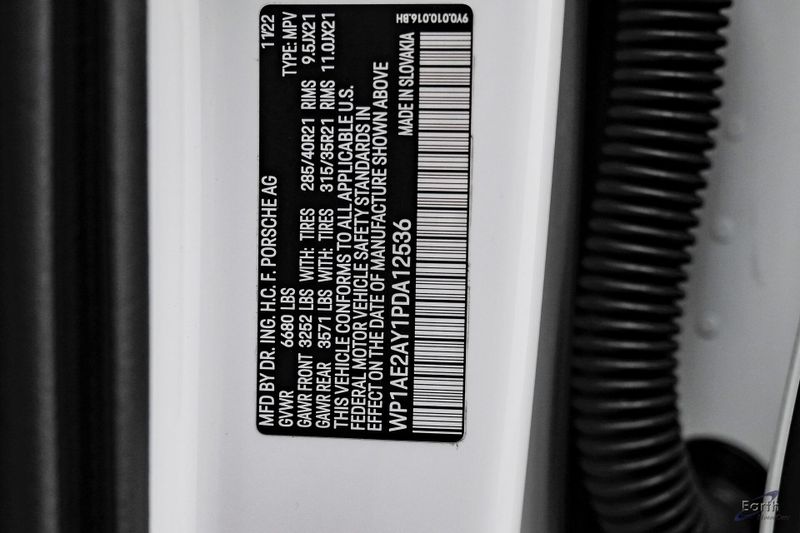 MFD BY DR. ING. H.C. F. PORSCHE AG 11/22
GVWR 6680 LBS TYPE: MPV
GAWR FRONT 3252 LBS WITH: TIRES 285/40R21 RIMS 9.5JX21
GAWR REAR 3571 LBS WITH: TIRES 315/35R21 RIMS 11.0JX21
THIS VEHICLE CONFORMS TO ALL APPLICABLE U.S.
FEDERAL MOTOR VEHICLE SAFETY STANDARDS IN
EFFECT ON THE DATE OF MANUFACTURE SHOWN ABOVE
WP1AE2AY1PDA12536 MADE IN SLOVAKIA
9Y0.010.016.BH
Earth